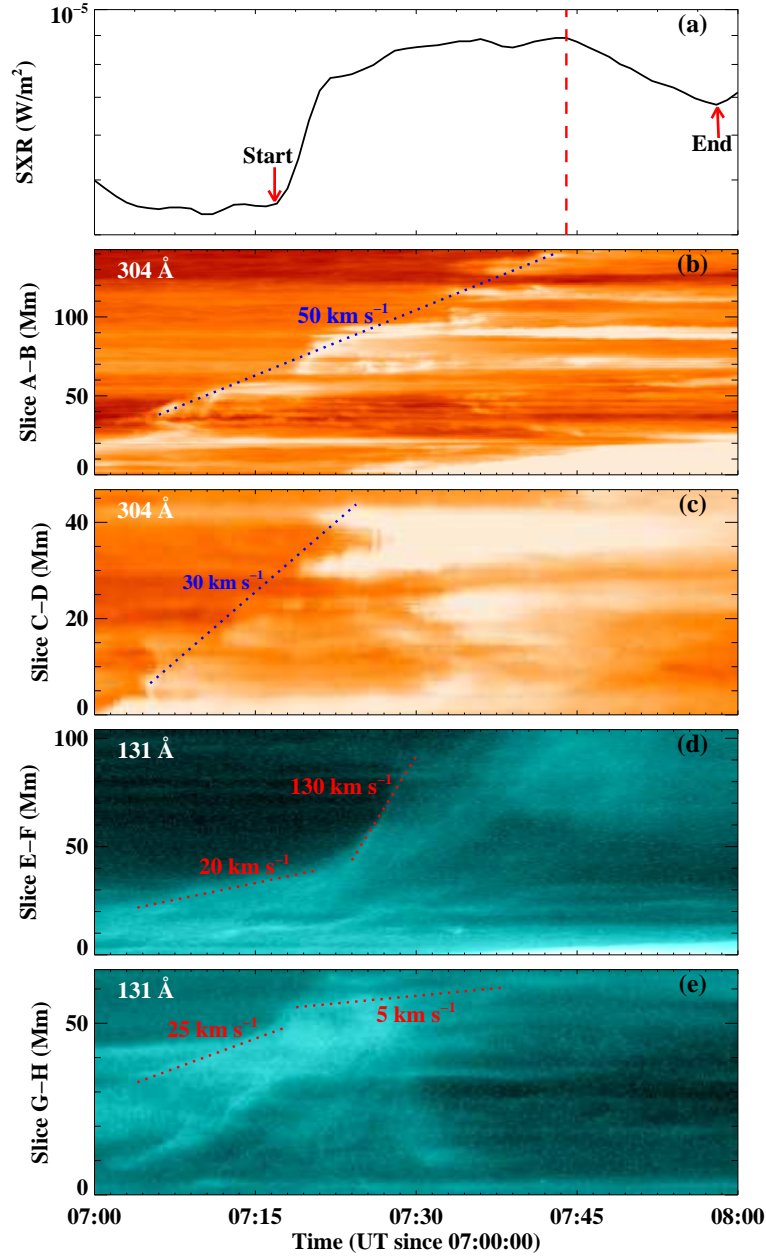 10⁻⁵
(a)
SXR (W/m²)
Start
End
304 Å
(b)
50 km s⁻¹
Slice A−B (Mm)
100
50
0
304 Å
(c)
30 km s⁻¹
Slice C−D (Mm)
40
20
0
131 Å
(d)
130 km s⁻¹
20 km s⁻¹
Slice E−F (Mm)
100
50
0
131 Å
(e)
25 km s⁻¹
5 km s⁻¹
Slice G−H (Mm)
50
0
07:00 07:15 07:30 07:45 08:00
Time (UT since 07:00:00)